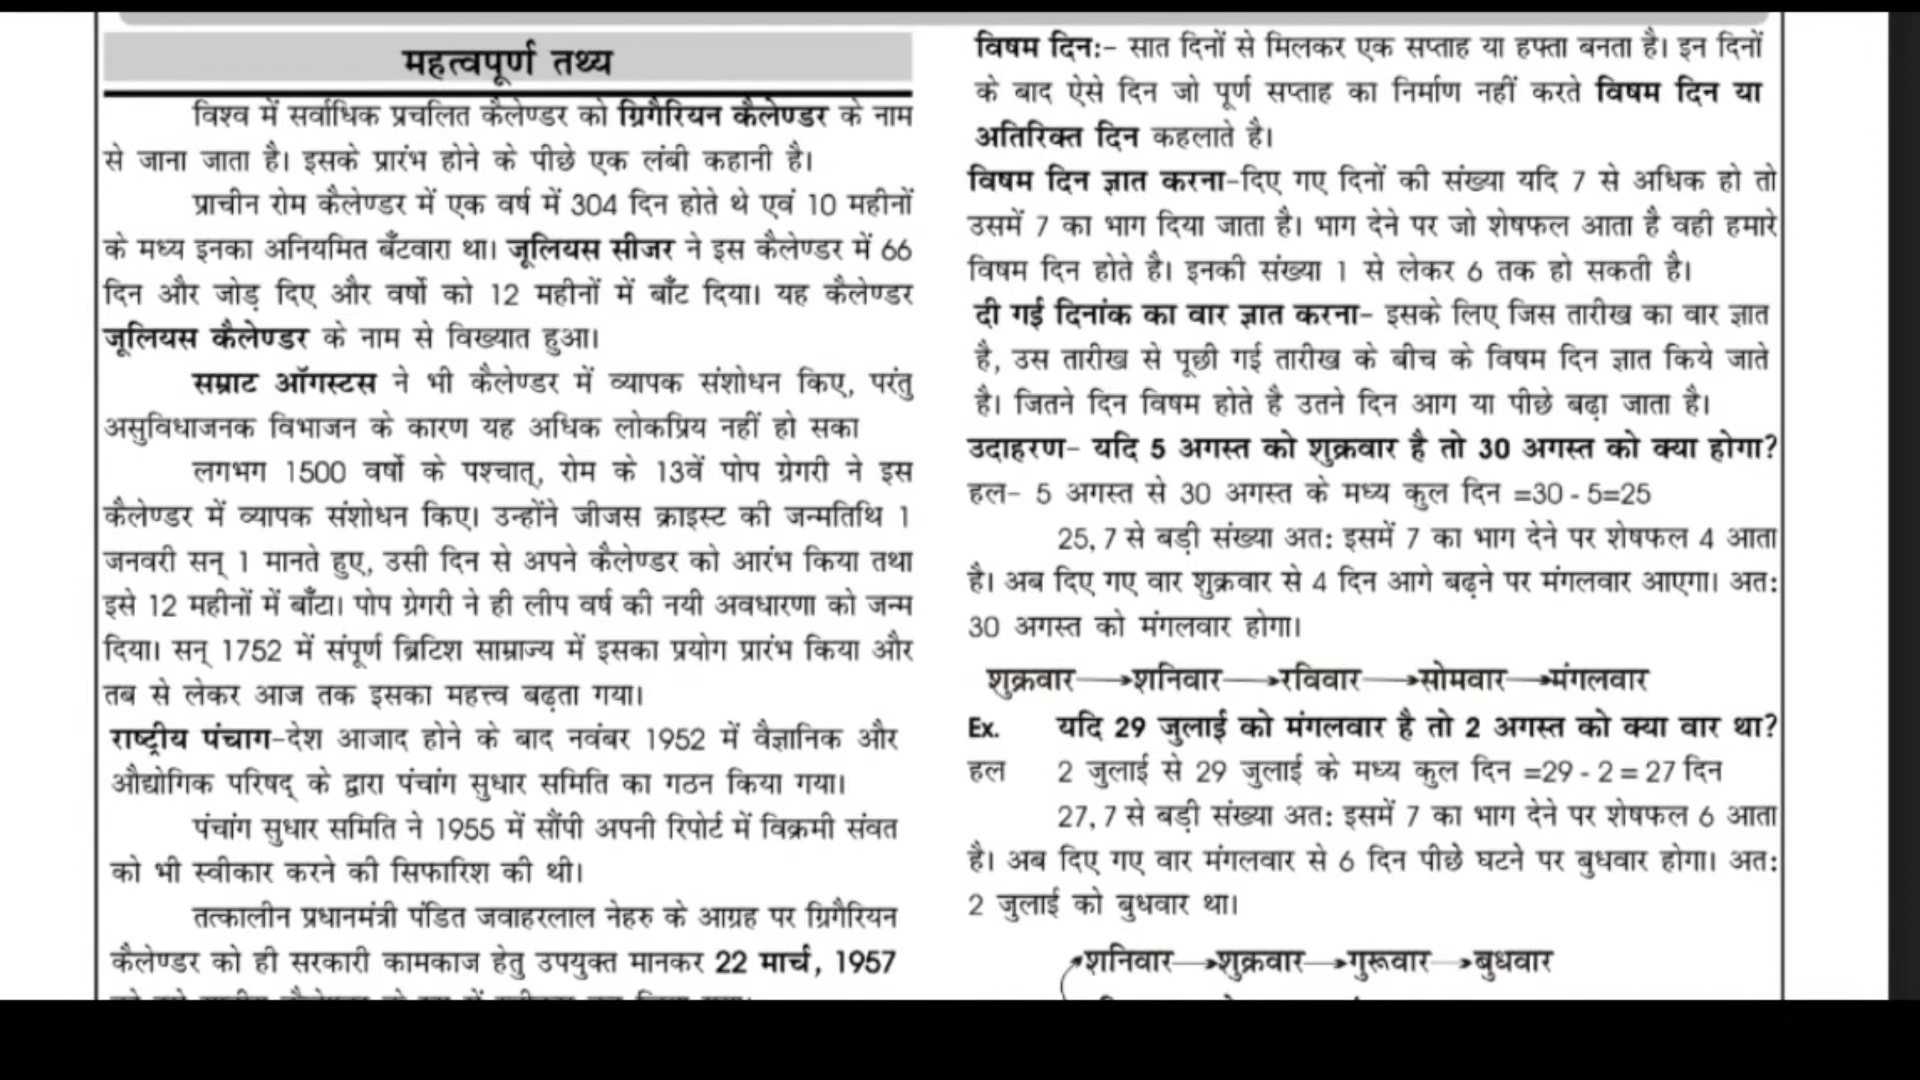 महत्वपूर्ण तथ्य
विश्व में सर्वाधिक प्रचलित कैलेण्डर को ग्रिगैरियन कैलेण्डर के नाम
से जाना जाता है। इसके प्रारंभ होने के पीछे एक लंबी कहानी है।
प्राचीन रोम कैलेण्डर में एक वर्ष में 304 दिन होते थे एवं 10 महीनों
के मध्य इनका अनियमित बँटवारा था। जूलियस सीजर ने इस कैलेण्डर में 66
दिन और जोड़ दिए और वर्षो को 12 महीनों में बाँट दिया। यह कैलेण्डर
जूलियस कैलेण्डर के नाम से विख्यात हुआ।
सम्राट ऑगस्टस ने भी कैलेण्डर में व्यापक संशोधन किए, परंतु
असुविधाजनक विभाजन के कारण यह अधिक लोकप्रिय नहीं हो सका
लगभग 1500 वर्षो के पश्चात्, रोम के 13वें पोप ग्रेगरी ने इस
कैलेण्डर में व्यापक संशोधन किए। उन्होंने जीजस क्राइस्ट की जन्मतिथि 1
जनवरी सन् 1 मानते हुए, उसी दिन से अपने कैलेण्डर को आरंभ किया तथा
इसे 12 महीनों में बाँटा। पोप ग्रेगरी ने ही लीप वर्ष की नयी अवधारणा को जन्म
दिया। सन् 1752 में संपूर्ण ब्रिटिश साम्राज्य में इसका प्रयोग प्रारंभ किया और
तब से लेकर आज तक इसका महत्त्व बढ़ता गया।
राष्ट्रीय पंचाग-देश आजाद होने के बाद नवंबर 1952 में वैज्ञानिक और
औद्योगिक परिषद् के द्वारा पंचांग सुधार समिति का गठन किया गया।
पंचांग सुधार समिति ने 1955 में सौंपी अपनी रिपोर्ट में विक्रमी संवत
को भी स्वीकार करने की सिफारिश की थी।
तत्कालीन प्रधानमंत्री पंडित जवाहरलाल नेहरु के आग्रह पर ग्रिगैरियन
कैलेण्डर को ही सरकारी कामकाज हेतु उपयुक्त मानकर 22 मार्च, 1957
विषम दिन:- सात दिनों से मिलकर एक सप्ताह या हफ्ता बनता है। इन दिनों
के बाद ऐसे दिन जो पूर्ण सप्ताह का निर्माण नहीं करते विषम दिन या
अतिरिक्त दिन कहलाते है।
विषम दिन ज्ञात करना-दिए गए दिनों की संख्या यदि 7 से अधिक हो तो
उसमें 7 का भाग दिया जाता है। भाग देने पर जो शेषफल आता है वही हमारे
विषम दिन होते है। इनकी संख्या 1 से लेकर 6 तक हो सकती है।
दी गई दिनांक का वार ज्ञात करना- इसके लिए जिस तारीख का वार ज्ञात
है, उस तारीख से पूछी गई तारीख के बीच के विषम दिन ज्ञात किये जाते
है। जितने दिन विषम होते है उतने दिन आग या पीछे बढ़ा जाता है।
उदाहरण- यदि 5 अगस्त को शुक्रवार है तो 30 अगस्त को क्या होगा?
हल- 5 अगस्त से 30 अगस्त के मध्य कुल दिन =30 - 5=25
25, 7 से बड़ी संख्या अत: इसमें 7 का भाग देने पर शेषफल 4 आता
है। अब दिए गए वार शुक्रवार से 4 दिन आगे बढ़ने पर मंगलवार आएगा। अत:
30 अगस्त को मंगलवार होगा।
शुक्रवार→शनिवार→रविवार→सोमवार→मंगलवार
Ex. यदि 29 जुलाई को मंगलवार है तो 2 अगस्त को क्या वार था?
हल 2 जुलाई से 29 जुलाई के मध्य कुल दिन =29 - 2 = 27 दिन
27, 7 से बड़ी संख्या अत: इसमें 7 का भाग देने पर शेषफल 6 आता
है। अब दिए गए वार मंगलवार से 6 दिन पीछे घटने पर बुधवार होगा। अत:
2 जुलाई को बुधवार था।
शनिवार→शुक्रवार→गुरूवार→बुधवार